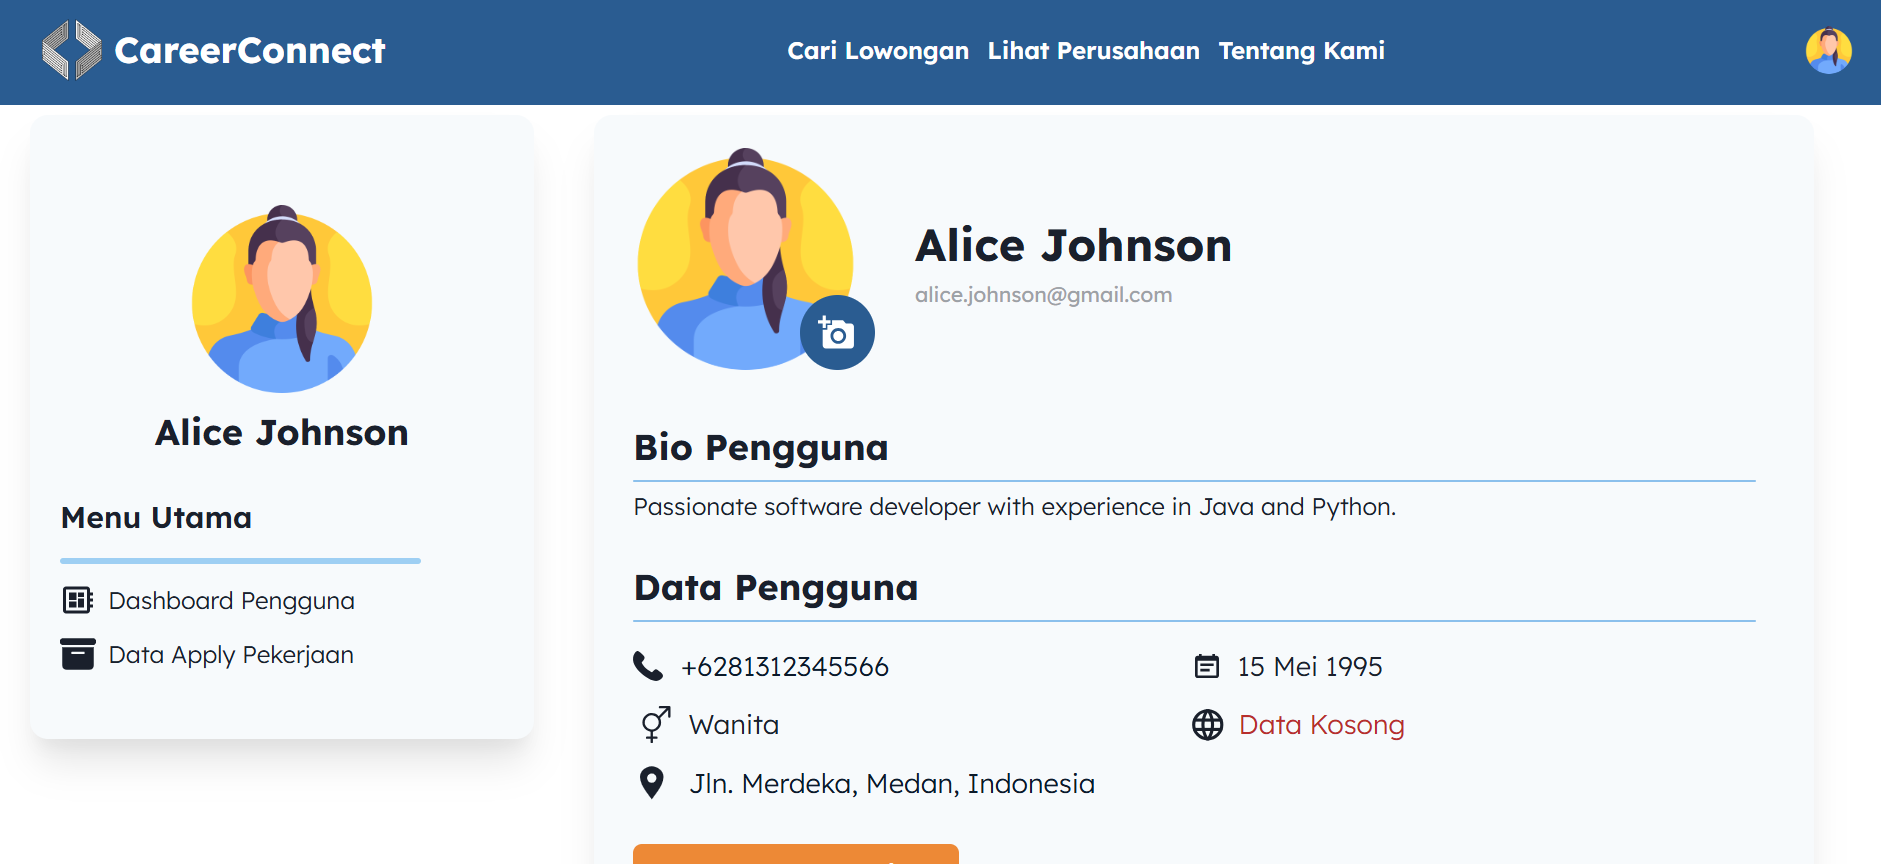 CareerConnect
Cari Lowongan Lihat Perusahaan Tentang Kami
Alice Johnson
Menu Utama
Dashboard Pengguna
Data Apply Pekerjaan
Alice Johnson
alice.johnson@gmail.com
Bio Pengguna
Passionate software developer with experience in Java and Python.
Data Pengguna
+6281312345566
15 Mei 1995
Wanita
Data Kosong
Jln. Merdeka, Medan, Indonesia